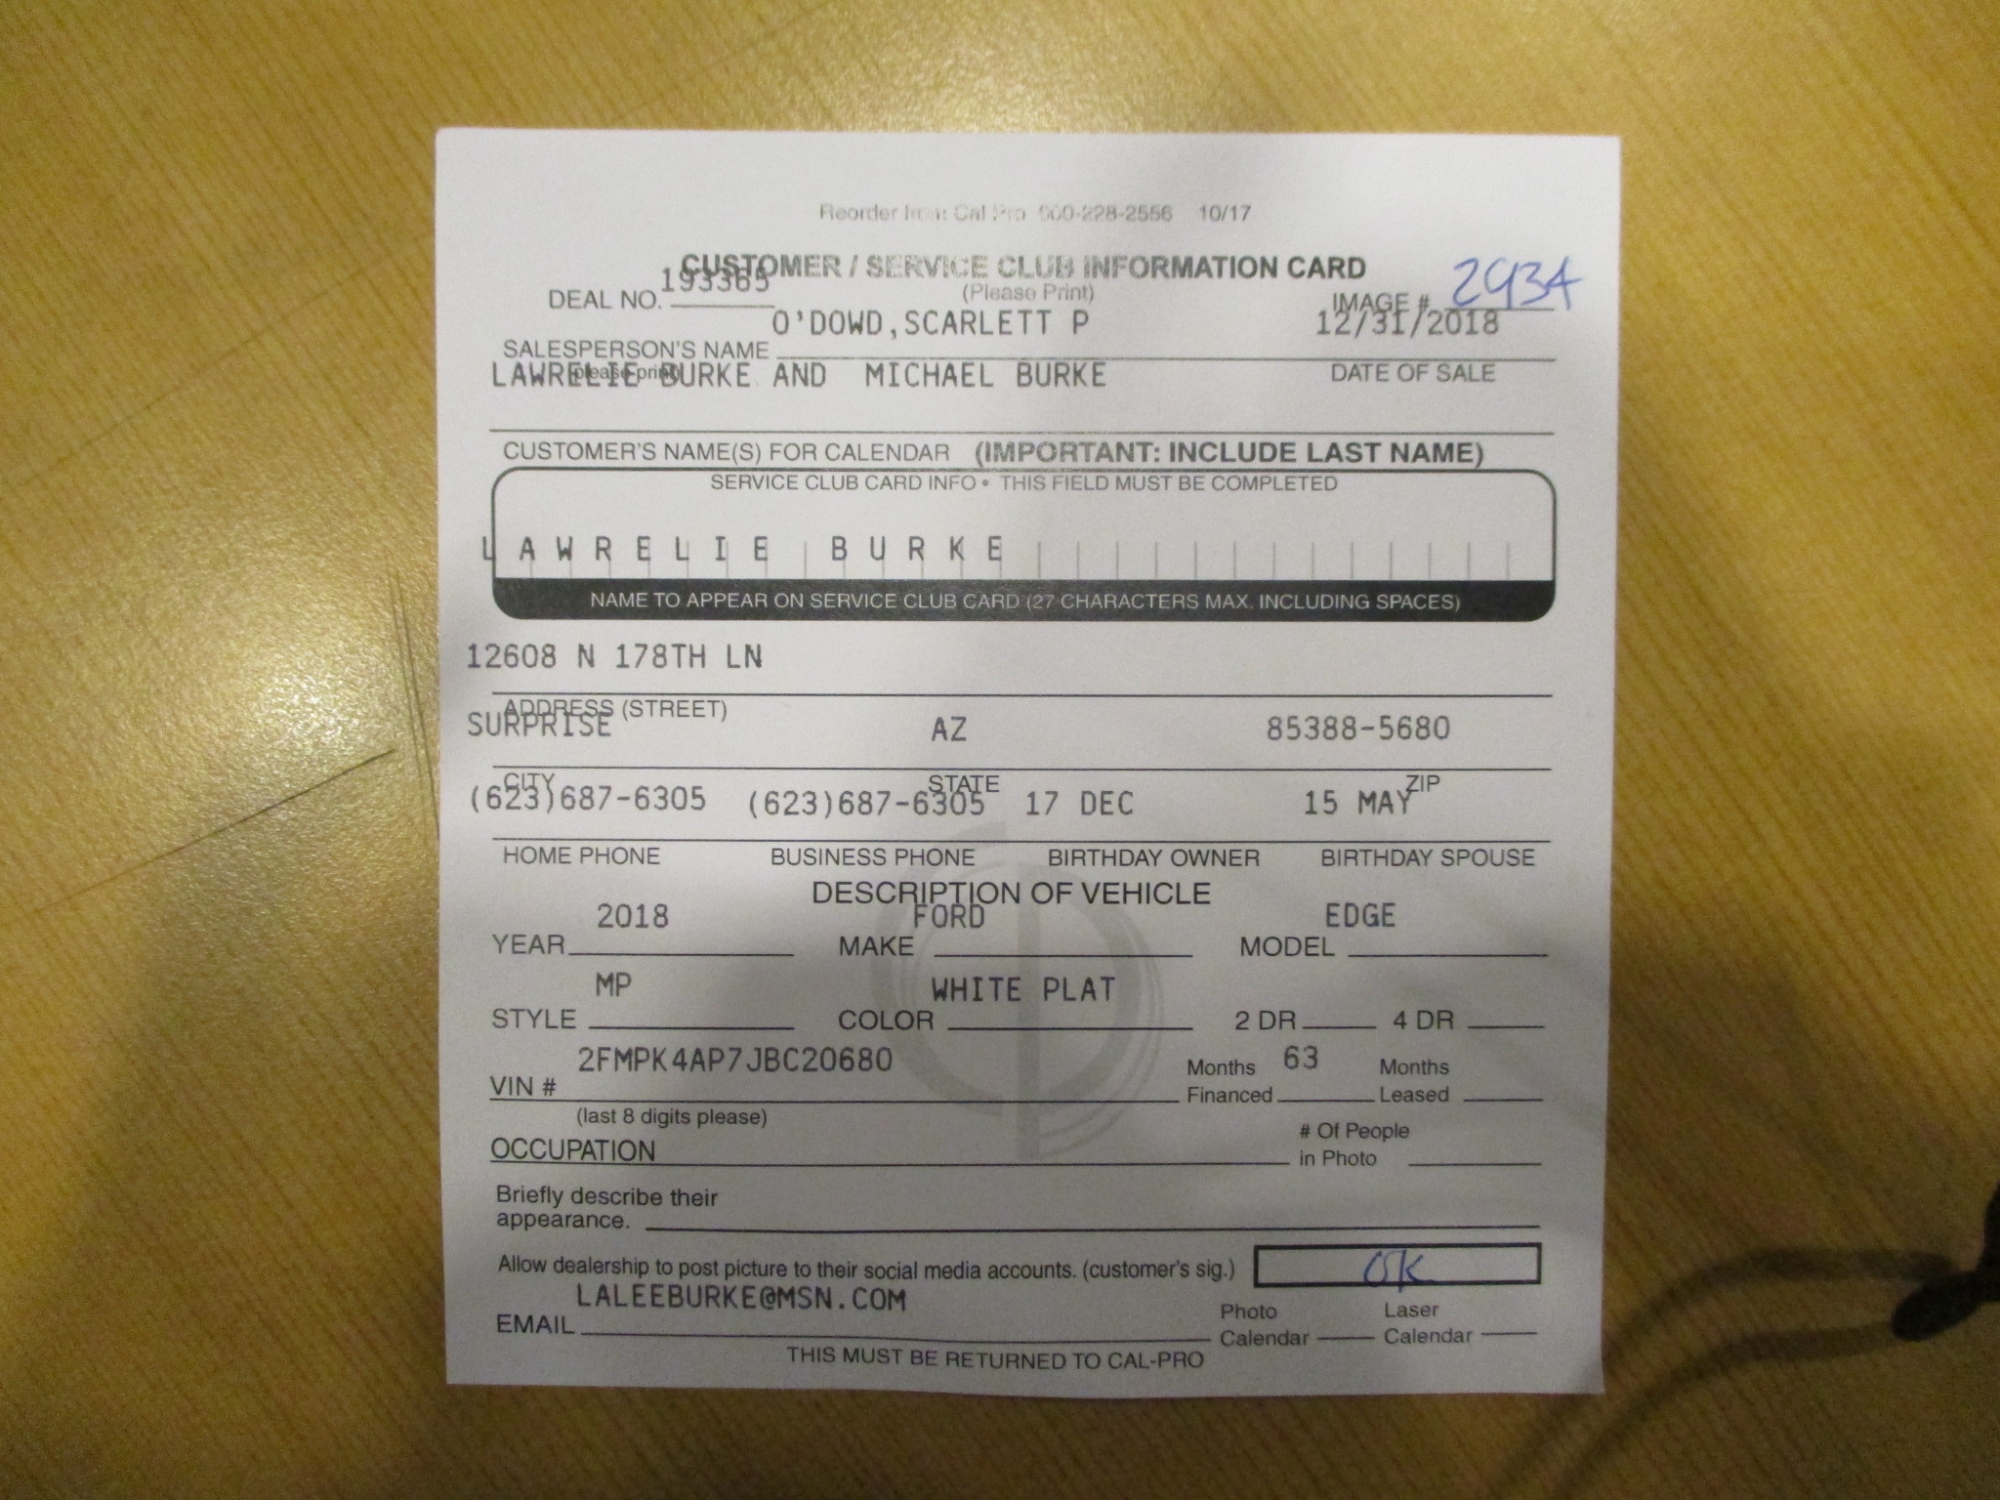 Reorder from: Cal Pro 2556 10/17
CUSTOMER / SERVICE CLUB INFORMATION CARD
193365
DEAL NO.
(Please Print)
IMAGE # 2934
O'DOWD,SCARLETT P 12/31/2018
SALESPERSON'S NAME
(please print)
DATE OF SALE
LAWRELIE BURKE AND MICHAEL BURKE
CUSTOMER'S NAME(S) FOR CALENDAR (IMPORTANT: INCLUDE LAST NAME)
SERVICE CLUB CARD INFO • THIS FIELD MUST BE COMPLETED
LAWRELIE BURKE
NAME TO APPEAR ON SERVICE CLUB CARD (27 CHARACTERS MAX. INCLUDING SPACES)
12608 N 178TH LN
ADDRESS (STREET)
SURPRISE AZ 85388-5680
CITY STATE ZIP
(623)687-6305 (623)687-6305 17 DEC 15 MAY
HOME PHONE BUSINESS PHONE BIRTHDAY OWNER BIRTHDAY SPOUSE
DESCRIPTION OF VEHICLE
2018 FORD EDGE
YEAR MAKE MODEL
MP WHITE PLAT
STYLE COLOR 2 DR 4 DR
2FMPK4AP7JBC20680 Months 63 Months
VIN # Financed Leased
(last 8 digits please)
# Of People
OCCUPATION in Photo
Briefly describe their
appearance.
Allow dealership to post picture to their social media accounts. (customer's sig.) OK
LALEEBURKE@MSN.COM Photo Laser
EMAIL Calendar Calendar
THIS MUST BE RETURNED TO CAL-PRO